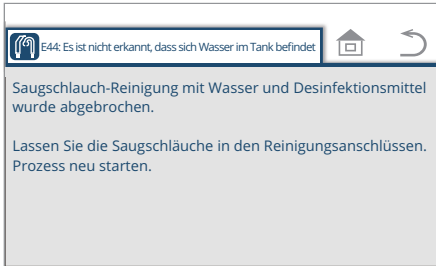 E44: Es ist nicht erkannt, dass sich Wasser im Tank befindet
Saugschlauch-Reinigung mit Wasser und Desinfektionsmittel
wurde abgebrochen.
Lassen Sie die Saugschläuche in den Reinigungsanschlüssen.
Prozess neu starten.